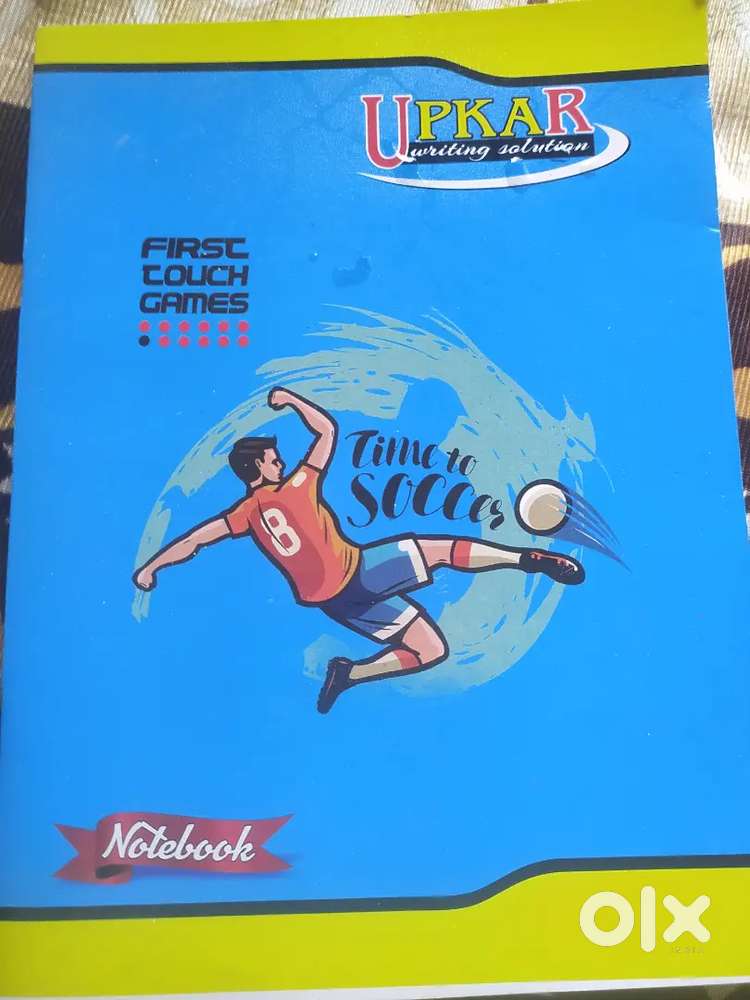 UPKAR
writing solution
FIRST
TOUCH
GAMES
Time to
SOCCer
8
Notebook
olx